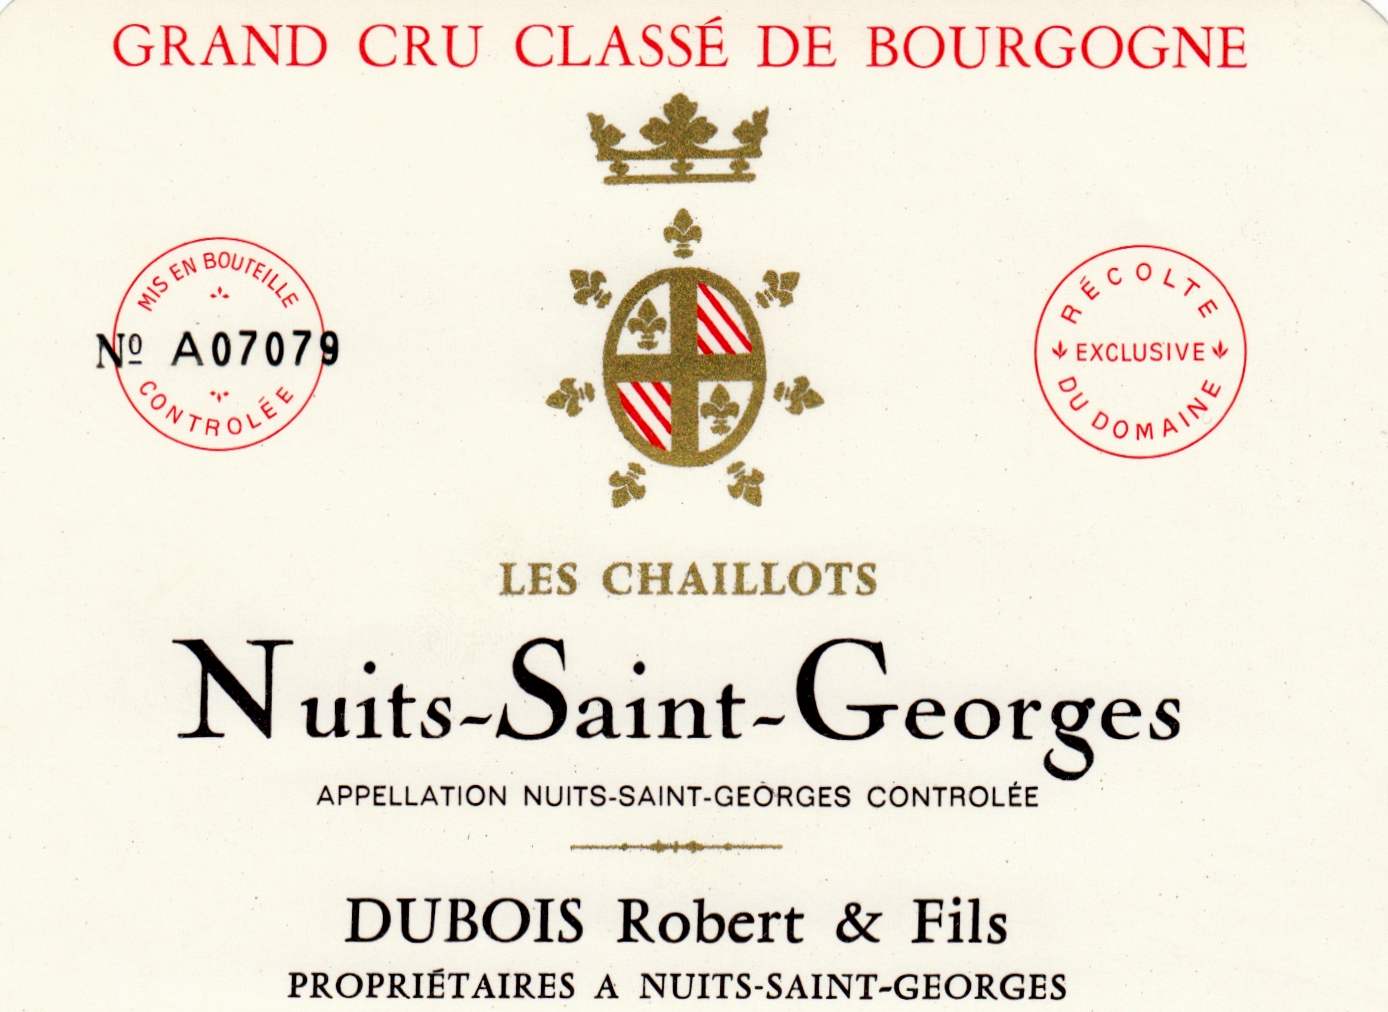 GRAND CRU CLASSÉ DE BOURGOGNE
MIS EN BOUTEILLE
Nº A07079
CONTROLÉE
RÉCOLTE
EXCLUSIVE
DU DOMAINE
LES CHAILLOTS
Nuits-Saint-Georges
APPELLATION NUITS-SAINT-GEORGES CONTROLÉE
DUBOIS Robert & Fils
PROPRIÉTAIRES A NUITS-SAINT-GEORGES